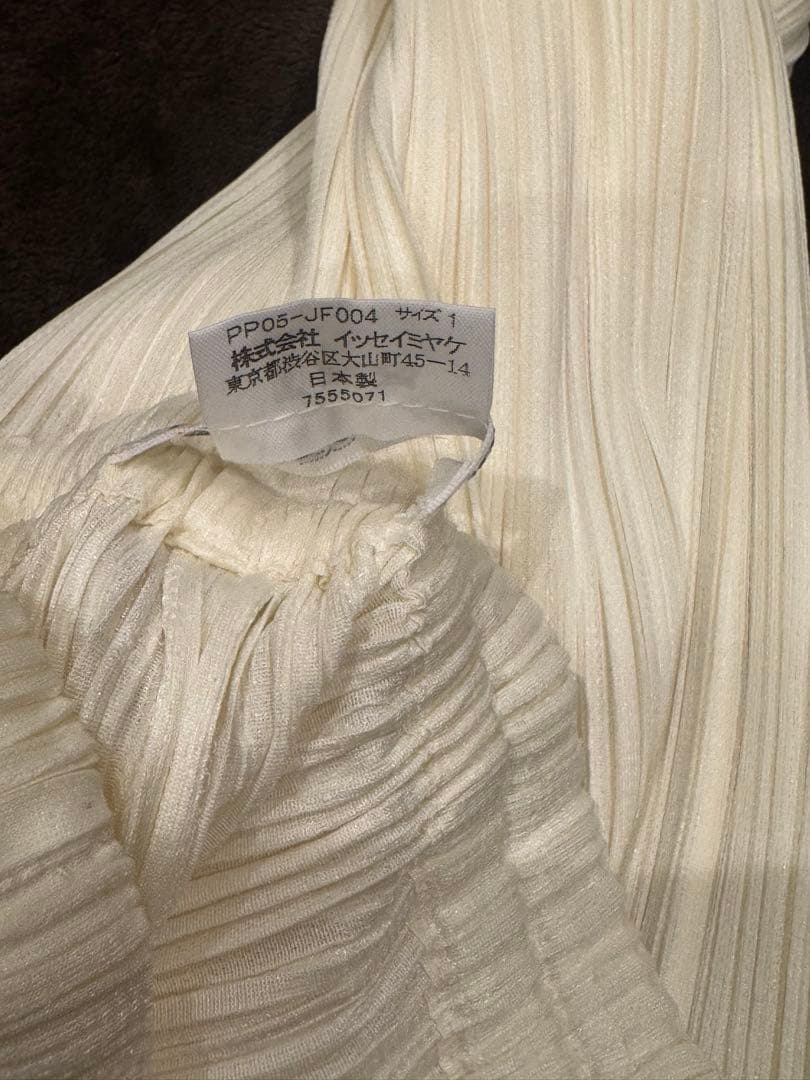 PP05-JF004 サイズ 1
株式会社 イッセイミヤケ
東京都渋谷区大山町45-14
日本製
7555071